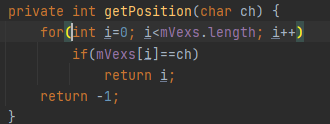 private int getPosition(char ch) {
    for(int i=0; i<mVexs.length; i++)
        if(mVexs[i]==ch)
            return i;
    return -1;
}